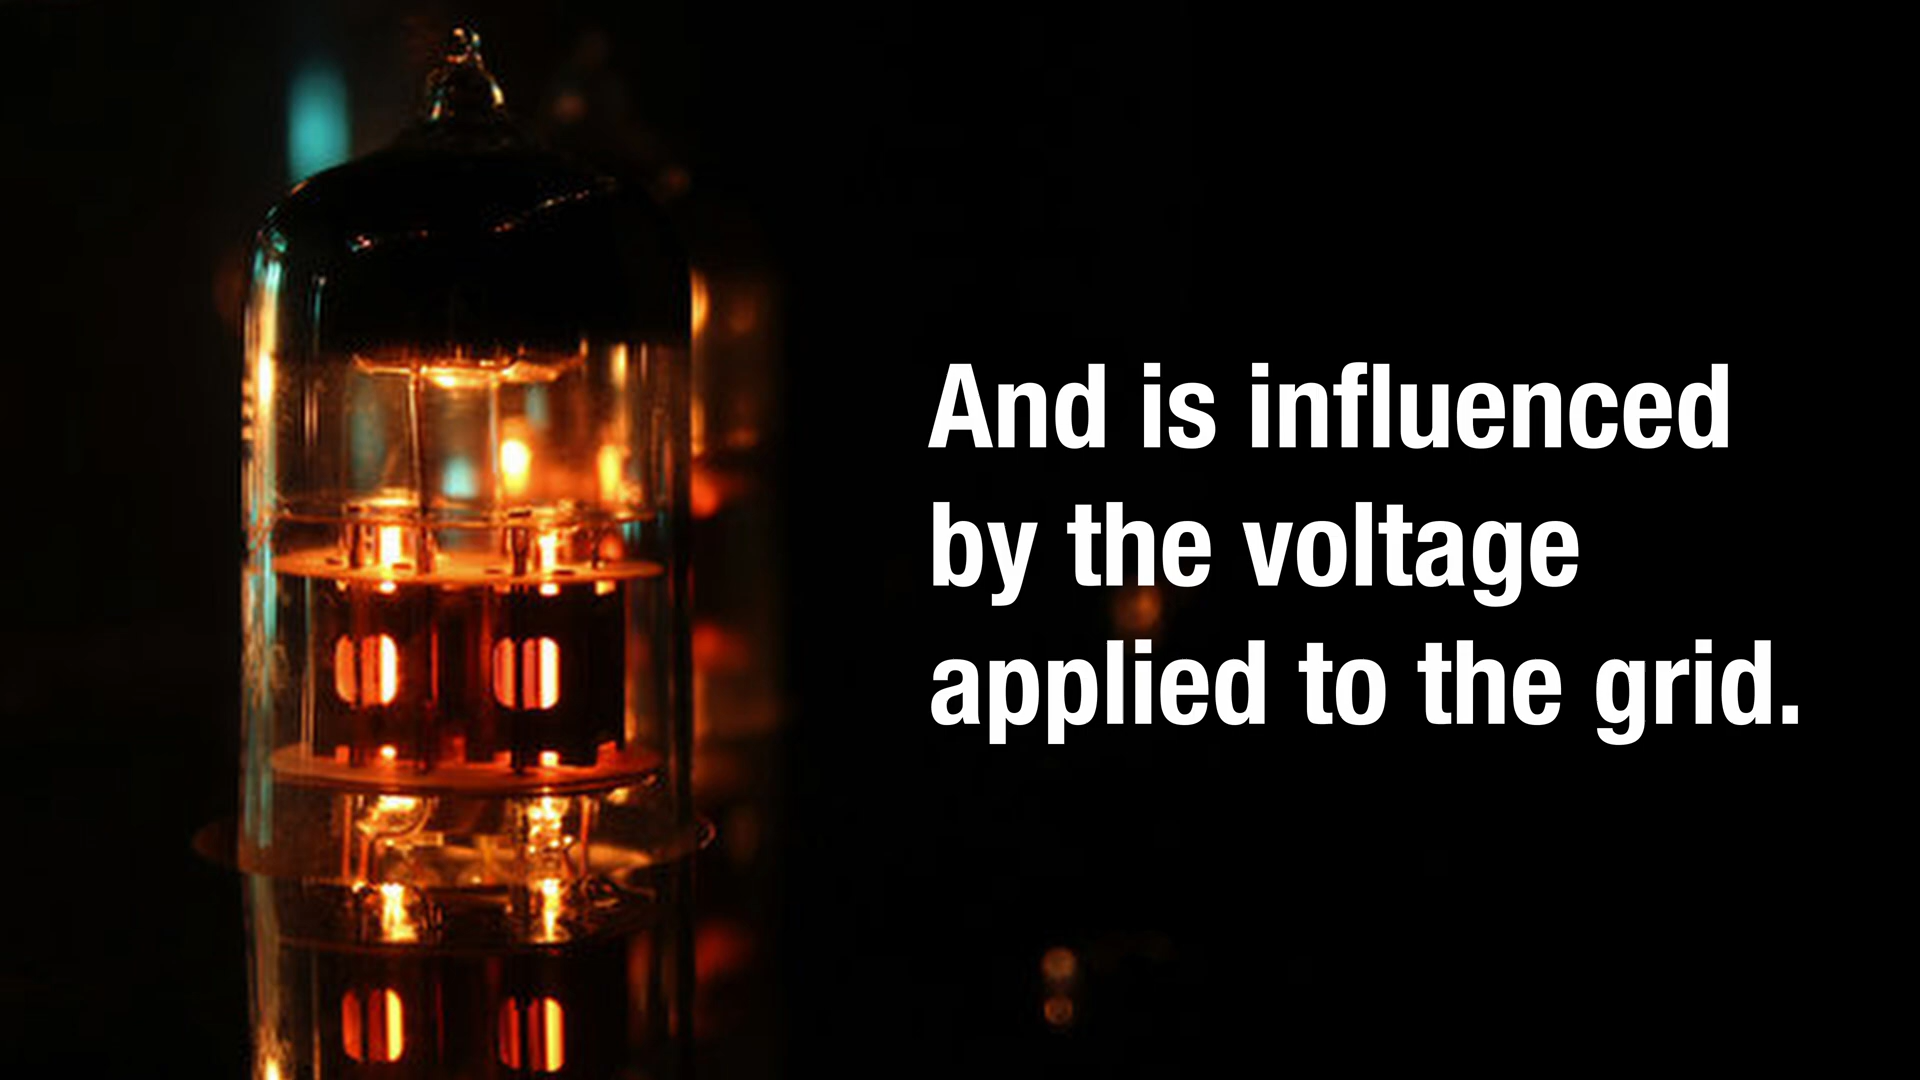 And is influenced
by the voltage
applied to the grid.